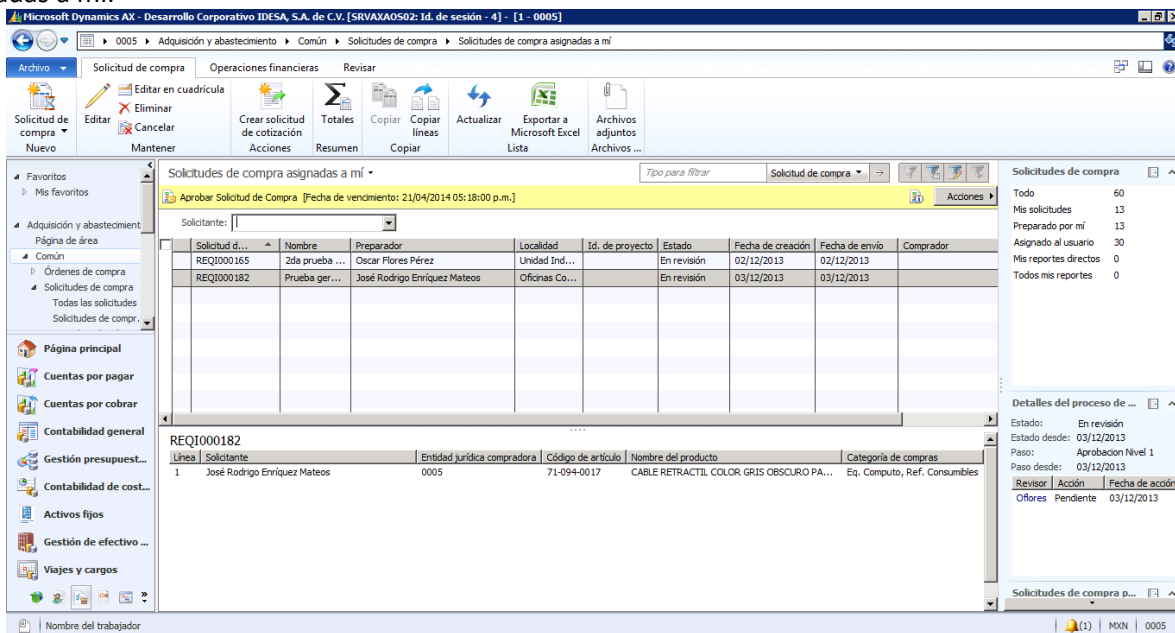 Microsoft Dynamics AX - Desarrollo Corporativo IDESA, S.A. de C.V. [SRVAXAOS02: Id. de sesión - 4] - [1 - 0005]
0005 Adquisición y abastecimiento Común Solicitudes de compra Solicitudes de compra asignadas a mí
Archivo Solicitud de compra Operaciones financieras Revisar
Solicitud de compra
Editar
Editar en cuadrícula
Eliminar
Cancelar
Crear solicitud de cotización
Totales
Copiar
Copiar líneas
Actualizar
Exportar a Microsoft Excel
Archivos adjuntos
Nuevo Mantener Acciones Resumen Copiar Lista Archivos ...
Favoritos
Mis favoritos
Adquisición y abastecimient
Página de área
Común
Órdenes de compra
Solicitudes de compra
Todas las solicitudes
Solicitudes de compr.
Página principal
Cuentas por pagar
Cuentas por cobrar
Contabilidad general
Gestión presupuest...
Contabilidad de cost...
Activos fijos
Gestión de efectivo ...
Viajes y cargos
Solicitudes de compra asignadas a mí
Tipo para filtrar
Solicitud de compra
Aprobar Solicitud de Compra [Fecha de vencimiento: 21/04/2014 05:18:00 p.m.]
Acciones
Solicitante:
Solicitud d... Nombre Preparador Localidad Id. de proyecto Estado Fecha de creación Fecha de envío Comprador
REQI000165 2da prueba ... Oscar Flores Pérez Unidad Ind... En revisión 02/12/2013 02/12/2013
REQI000182 Prueba ger... José Rodrigo Enríquez Mateos Oficinas Co... En revisión 03/12/2013 03/12/2013
REQI000182
Línea Solicitante Entidad jurídica compradora Código de artículo Nombre del producto Categoría de compras
1 José Rodrigo Enríquez Mateos 0005 71-094-0017 CABLE RETRACTIL COLOR GRIS OBSCURO PA... Eq. Computo, Ref. Consumibles
Solicitudes de compra
Todo 60
Mis solicitudes 13
Preparado por mí 13
Asignado al usuario 30
Mis reportes directos 0
Todos mis reportes 0
Detalles del proceso de ...
Estado: En revisión
Estado desde: 03/12/2013
Paso: Aprobacion Nivel 1
Paso desde: 03/12/2013
Revisor Acción Fecha de acción
Oflores Pendiente 03/12/2013
Solicitudes de compra p...
Nombre del trabajador
(1) MXN 0005